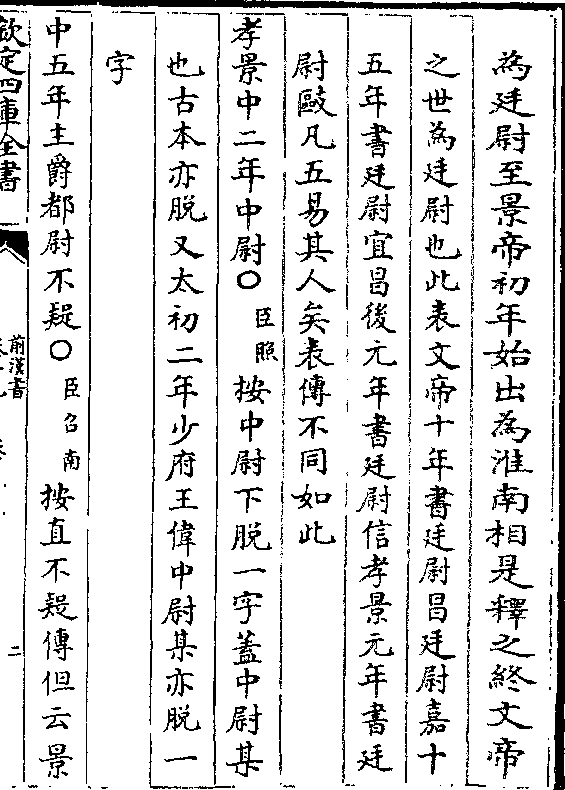 為廷尉至景帝初年始出為淮南相是釋之終文帝
之世為廷尉也此表文帝十年書廷尉昌廷尉嘉十
五年書廷尉宜昌後元年書廷尉信孝景元年書廷
尉歐凡五易其人矣表傳不同如此
孝景中二年中尉〇臣照按中尉下脱一字蓋中尉某
也古本亦脱又太初二年少府王偉中尉某亦脱一
字
中五年主爵都尉不疑〇臣召南按直不疑傳但云景
欽定四庫全書
前漢書
二